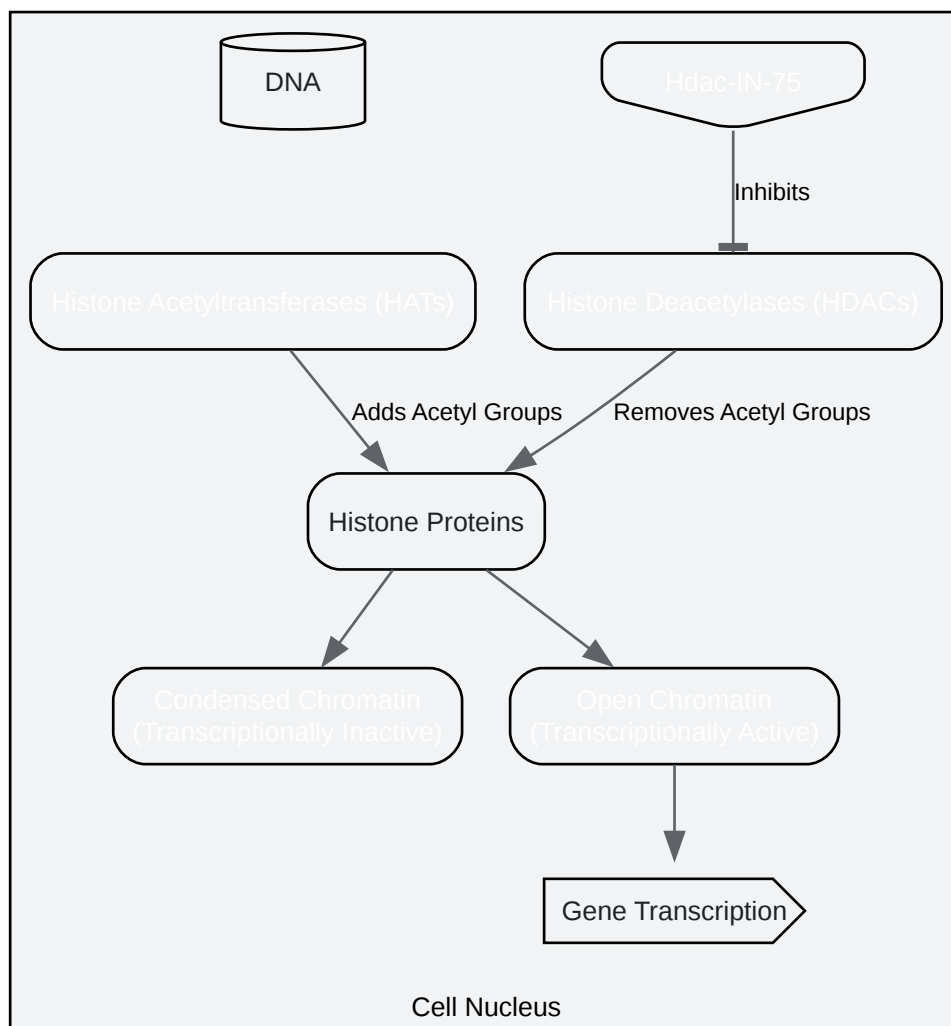 DNA
Hdac-IN-75
Inhibits
Histone Acetyltransferases (HATs)
Histone Deacetylases (HDACs)
Adds Acetyl Groups
Removes Acetyl Groups
Histone Proteins
Condensed Chromatin
(Transcriptionally Inactive)
Open Chromatin
(Transcriptionally Active)
Gene Transcription
Cell Nucleus